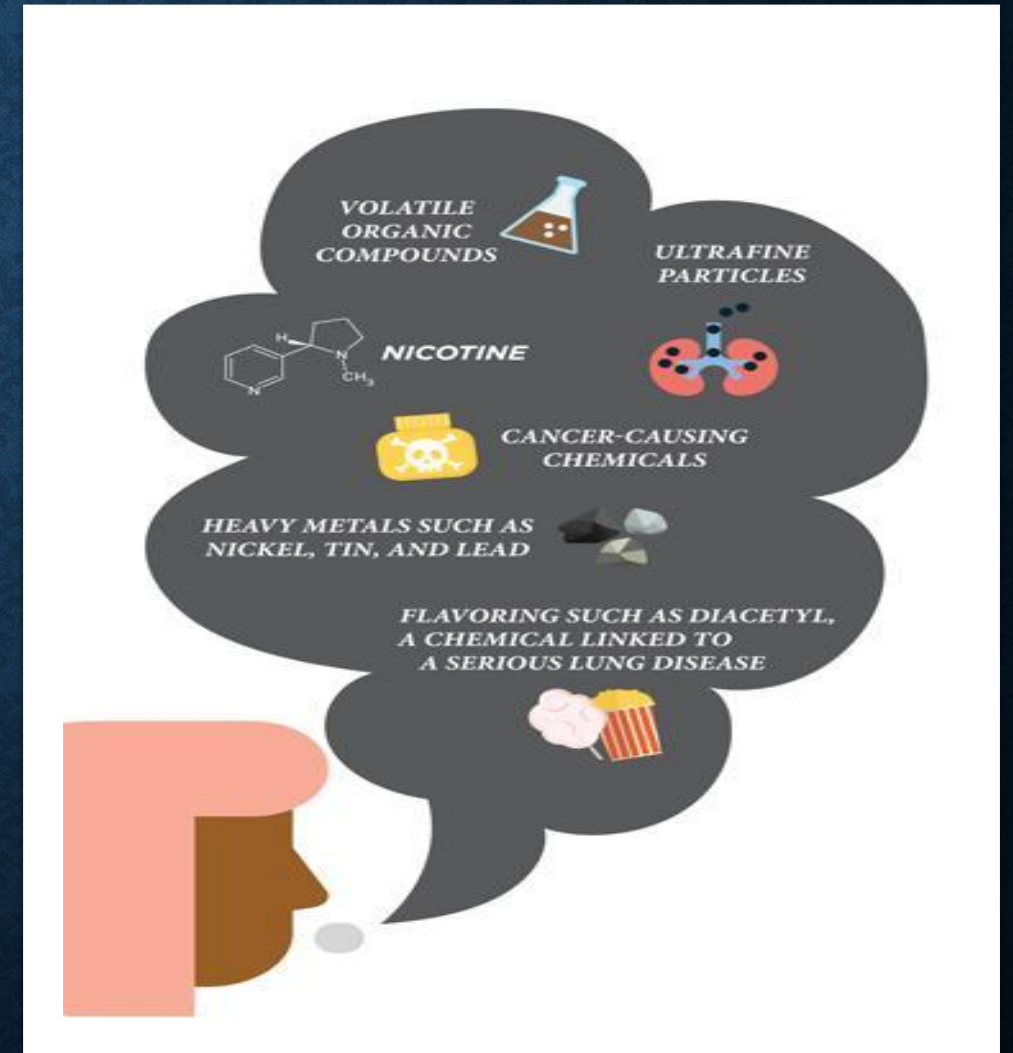 VOLATILE
ORGANIC
COMPOUNDS
ULTRAFINE
PARTICLES
H
N
CH3
N
NICOTINE
CANCER-CAUSING
CHEMICALS
HEAVY METALS SUCH AS
NICKEL, TIN, AND LEAD
FLAVORING SUCH AS DIACETYL,
A CHEMICAL LINKED TO
A SERIOUS LUNG DISEASE